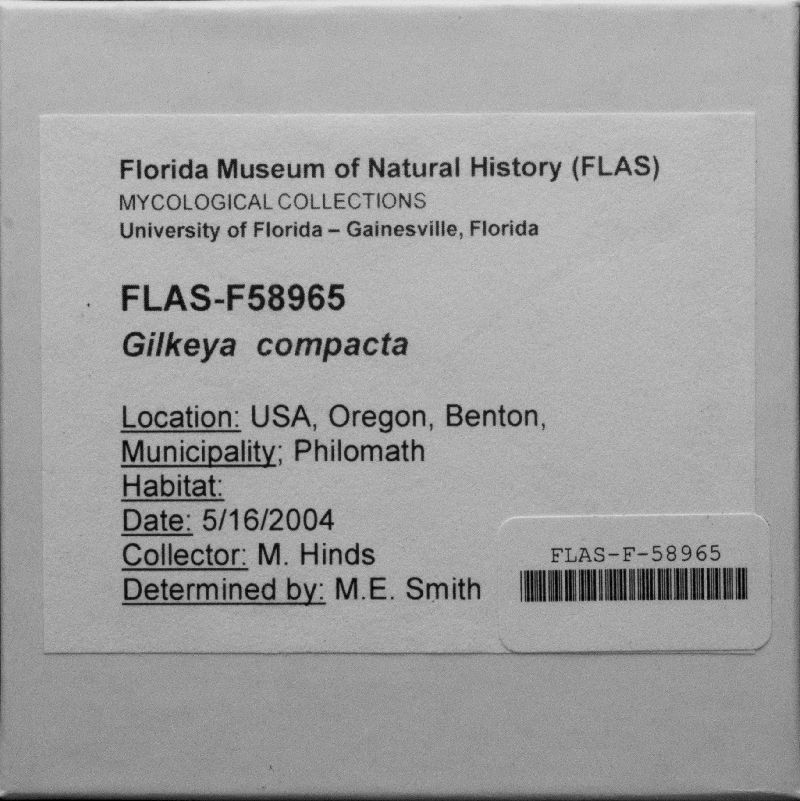 Florida Museum of Natural History (FLAS)
MYCOLOGICAL COLLECTIONS
University of Florida – Gainesville, Florida
FLAS-F58965
Gilkeya compacta
Location: USA, Oregon, Benton,
Municipality; Philomath
Habitat:
Date: 5/16/2004
Collector: M. Hinds
Determined by: M.E. Smith
FLAS-F-58965